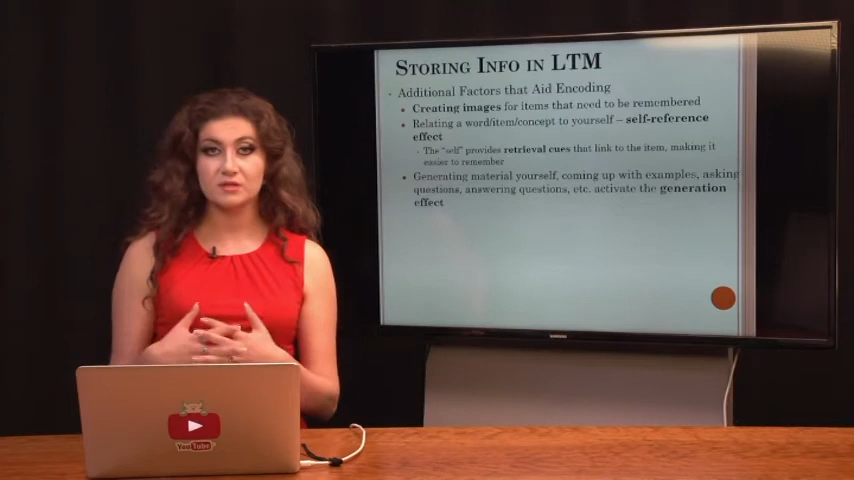 STORING INFO IN LTM
Additional Factors that Aid Encoding
Creating images for items that need to be remembered
Relating a word/item/concept to yourself – self-reference
effect
The "self" provides retrieval cues that link to the item, making it
easier to remember
Generating material yourself, coming up with examples, asking
questions, answering questions, etc. activate the generation
effect
YouTube